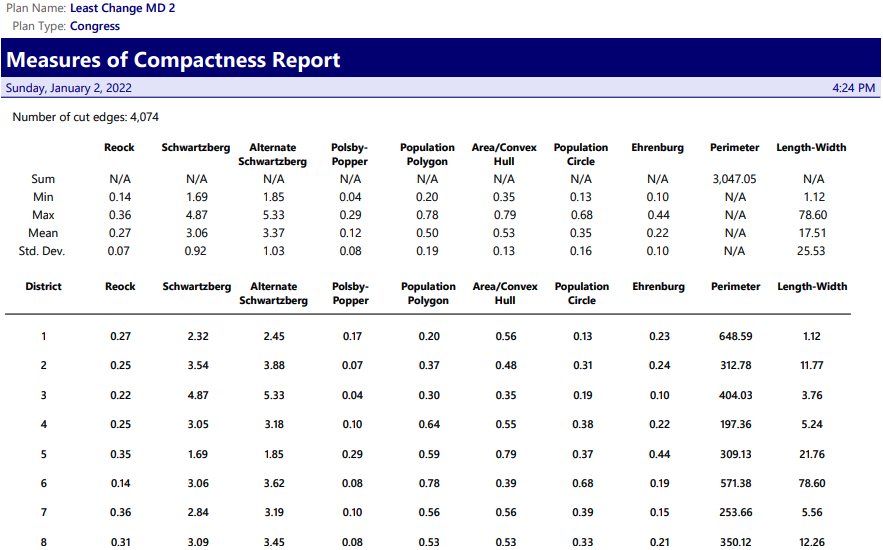 Plan Name: Least Change MD 2
Plan Type: Congress
Measures of Compactness Report
Sunday, January 2, 2022 4:24 PM
Number of cut edges: 4,074
Reock Schwartzberg Alternate Schwartzberg Polsby-Popper Population Polygon Area/Convex Hull Population Circle Ehrenburg Perimeter Length-Width
Sum N/A N/A N/A N/A N/A N/A N/A N/A 3,047.05 N/A
Min 0.14 1.69 1.85 0.04 0.20 0.35 0.13 0.10 N/A 1.12
Max 0.36 4.87 5.33 0.29 0.78 0.79 0.68 0.44 N/A 78.60
Mean 0.27 3.06 3.37 0.12 0.50 0.53 0.35 0.22 N/A 17.51
Std. Dev. 0.07 0.92 1.03 0.08 0.19 0.13 0.16 0.10 N/A 25.53
District Reock Schwartzberg Alternate Schwartzberg Polsby-Popper Population Polygon Area/Convex Hull Population Circle Ehrenburg Perimeter Length-Width
1 0.27 2.32 2.45 0.17 0.20 0.56 0.13 0.23 648.59 1.12
2 0.25 3.54 3.88 0.07 0.37 0.48 0.31 0.24 312.78 11.77
3 0.22 4.87 5.33 0.04 0.30 0.35 0.19 0.10 404.03 3.76
4 0.25 3.05 3.18 0.10 0.64 0.55 0.38 0.22 197.36 5.24
5 0.35 1.69 1.85 0.29 0.59 0.79 0.37 0.44 309.13 21.76
6 0.14 3.06 3.62 0.08 0.78 0.39 0.68 0.19 571.38 78.60
7 0.36 2.84 3.19 0.10 0.56 0.56 0.39 0.15 253.66 5.56
8 0.31 3.09 3.45 0.08 0.53 0.53 0.33 0.21 350.12 12.26